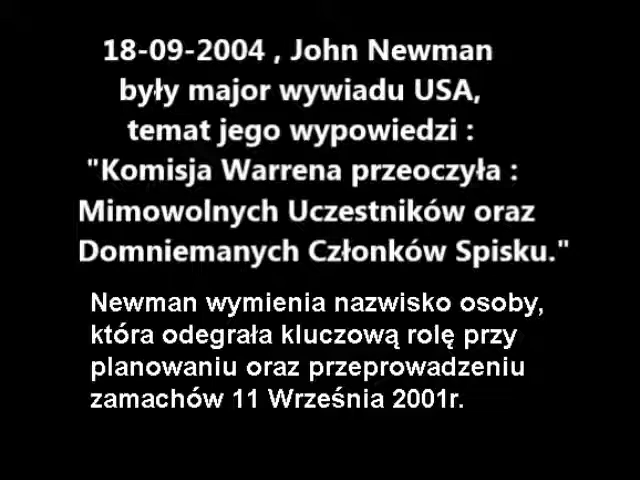 18-09-2004 , John Newman
były major wywiadu USA,
temat jego wypowiedzi :
"Komisja Warrena przeoczyła :
Mimowolnych Uczestników oraz
Domniemanych Członków Spisku."
Newman wymienia nazwisko osoby,
która odegrała kluczową rolę przy
planowaniu oraz przeprowadzeniu
zamachów 11 Września 2001r.